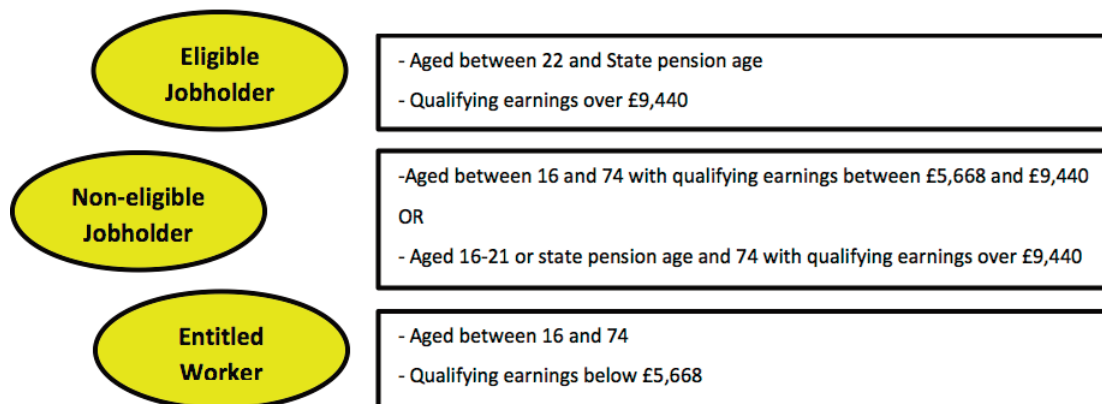 Eligible
Jobholder
- Aged between 22 and State pension age
- Qualifying earnings over £9,440
Non-eligible
Jobholder
-Aged between 16 and 74 with qualifying earnings between £5,668 and £9,440
OR
- Aged 16-21 or state pension age and 74 with qualifying earnings over £9,440
Entitled
Worker
- Aged between 16 and 74
- Qualifying earnings below £5,668